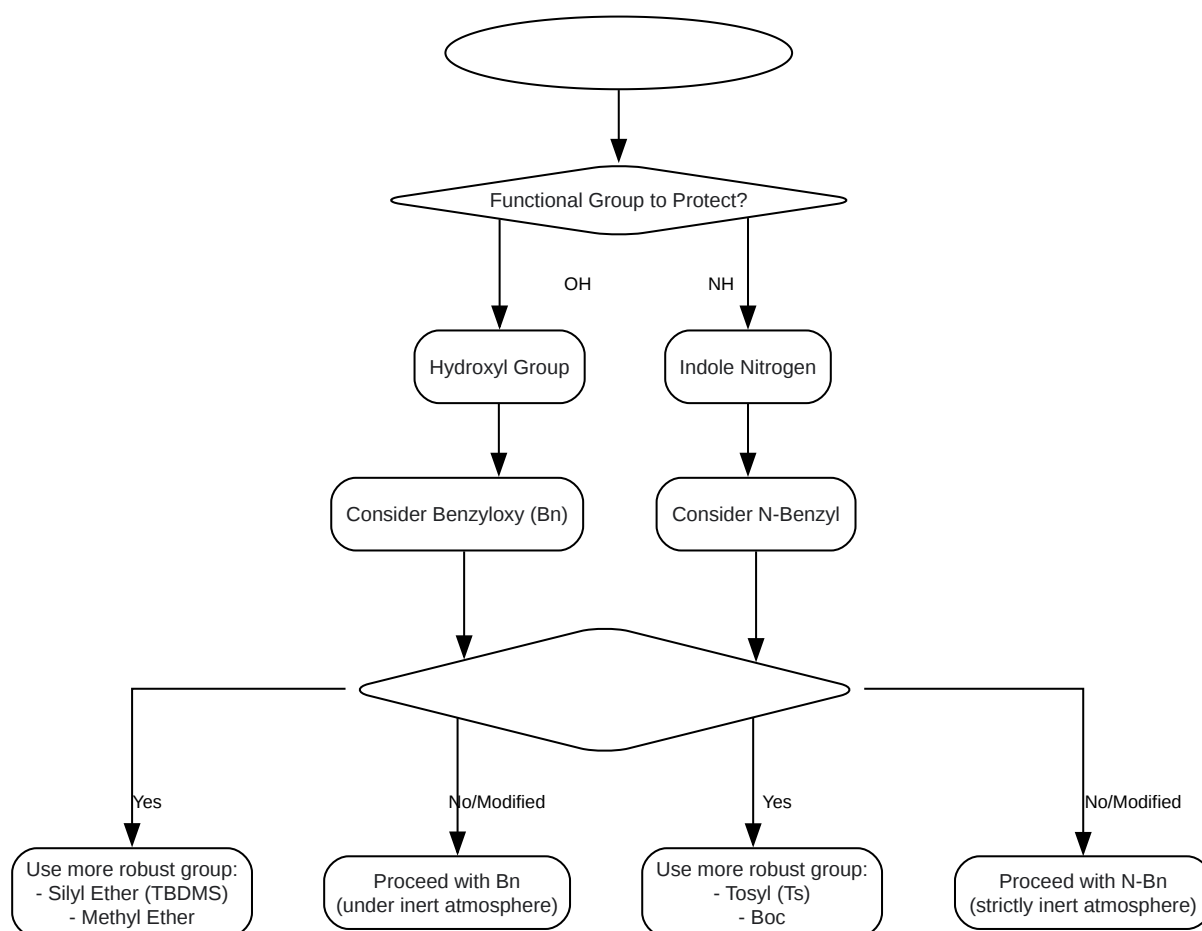 Functional Group to Protect?
OH
NH
Hydroxyl Group
Indole Nitrogen
Consider Benzyloxy (Bn)
Consider N-Benzyl
Yes
No/Modified
Yes
No/Modified
Use more robust group:
- Silyl Ether (TBDMS)
- Methyl Ether
Proceed with Bn
(under inert atmosphere)
Use more robust group:
- Tosyl (Ts)
- Boc
Proceed with N-Bn
(strictly inert atmosphere)